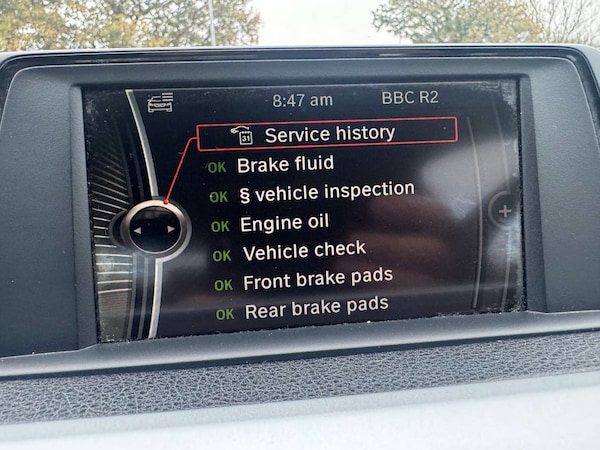 8:47 am BBC R2
31 Service history
OK Brake fluid
OK § vehicle inspection
OK Engine oil
OK Vehicle check
OK Front brake pads
OK Rear brake pads